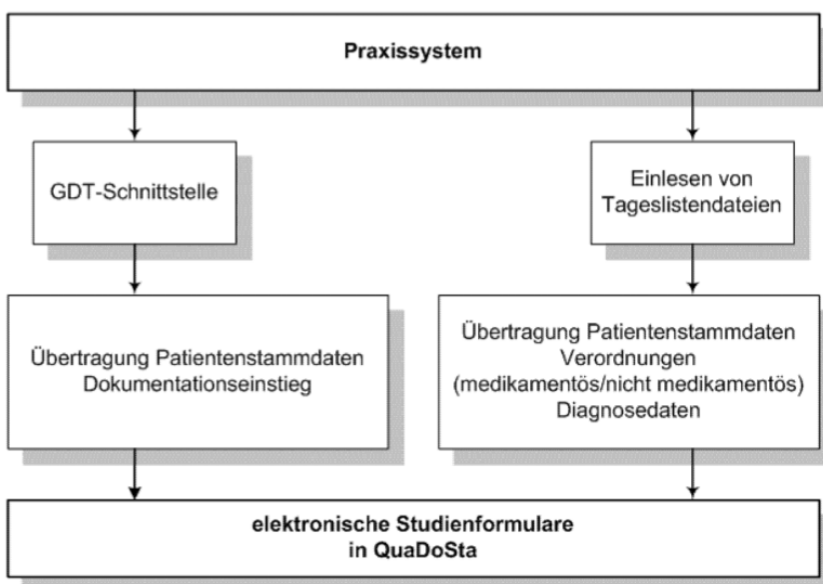 Praxissystem
GDT-Schnittstelle
Einlesen von
Tageslistendateien
Übertragung Patientenstammdaten
Dokumentationseinstieg
Übertragung Patientenstammdaten
Verordnungen
(medikamentös/nicht medikamentös)
Diagnosedaten
elektronische Studienformulare
in QuaDoSta